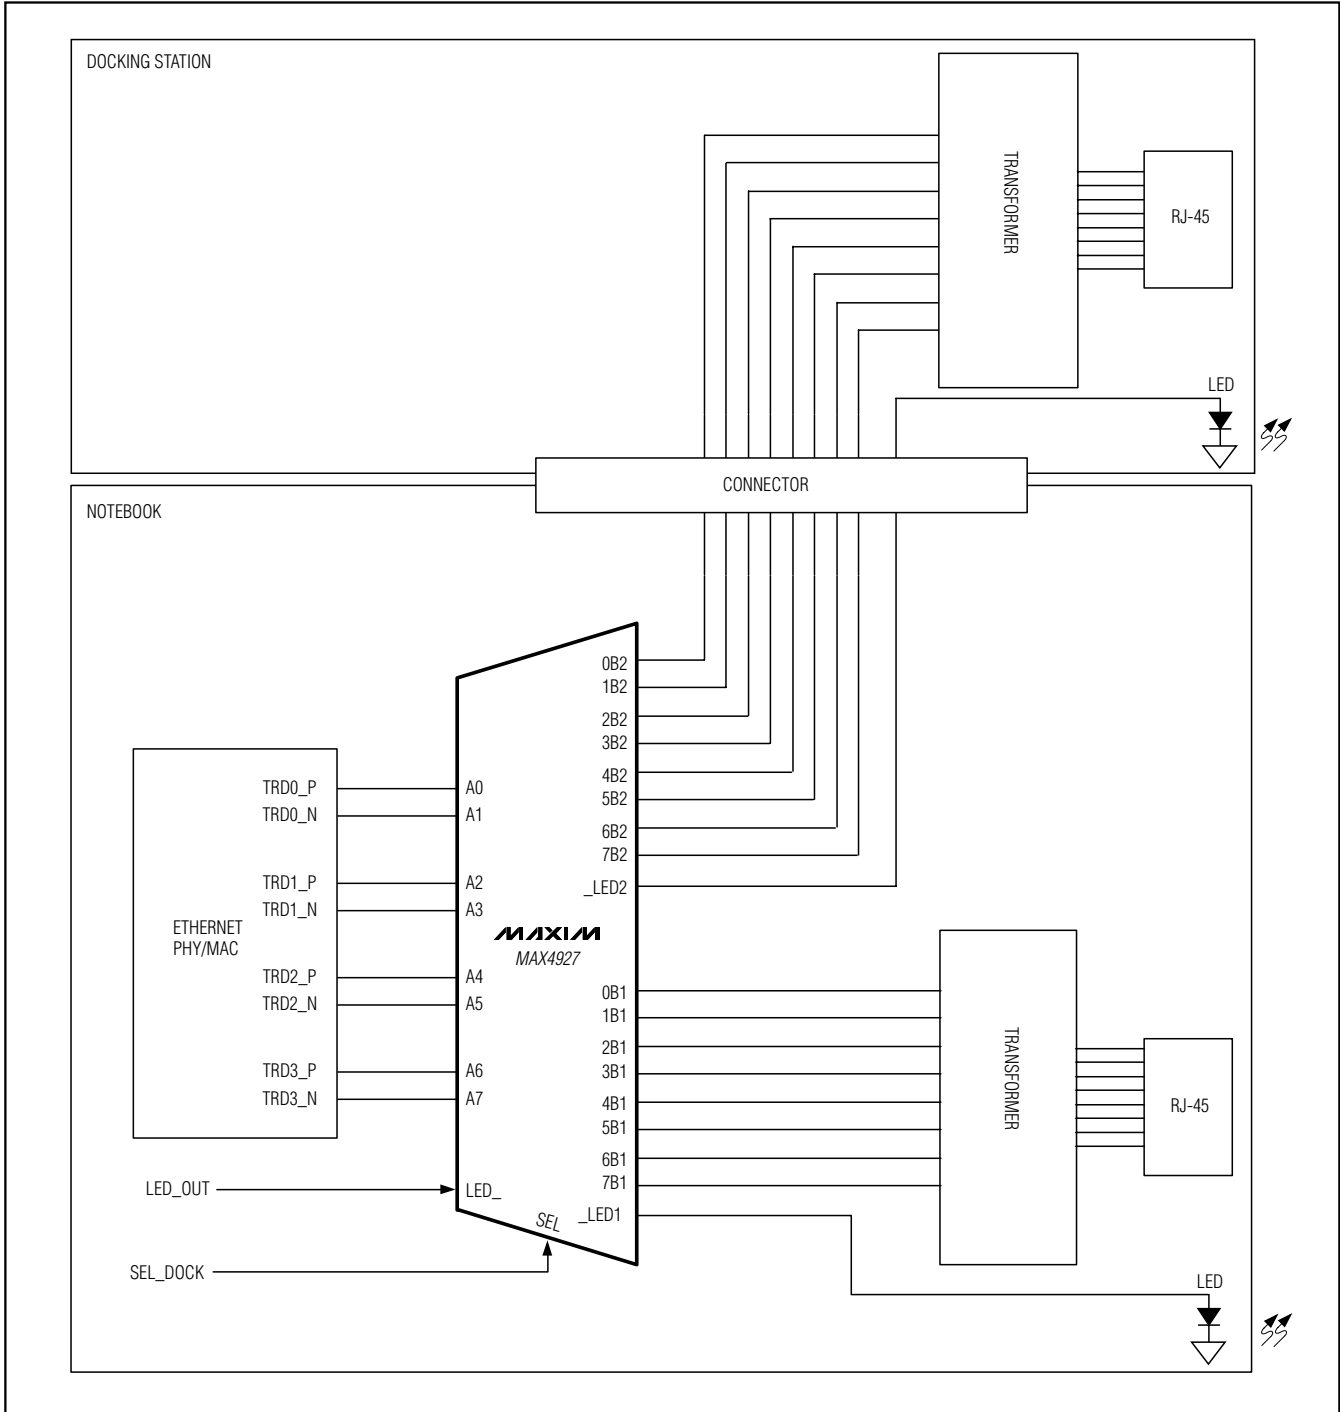 DOCKING STATION
TRANSFORMER
RJ-45
LED
CONNECTOR
NOTEBOOK
0B2
1B2
2B2
3B2
4B2
5B2
6B2
7B2
_LED2
ETHERNET
PHY/MAC
TRD0_P
TRD0_N
TRD1_P
TRD1_N
TRD2_P
TRD2_N
TRD3_P
TRD3_N
A0
A1
A2
A3
A4
A5
A6
A7
MAXIM
MAX4927
0B1
1B1
2B1
3B1
4B1
5B1
6B1
7B1
_LED1
TRANSFORMER
RJ-45
LED_OUT
LED_
SEL
SEL_DOCK
LED